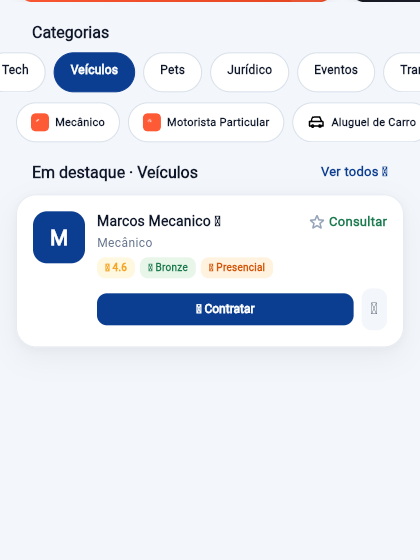 Categorias
Tech Veículos Pets Jurídico Eventos Tran
Mecânico Motorista Particular Aluguel de Carro
Em destaque · Veículos Ver todos
Marcos Mecanico Consultar
M
Mecânico
4.6 Bronze Presencial
Contratar